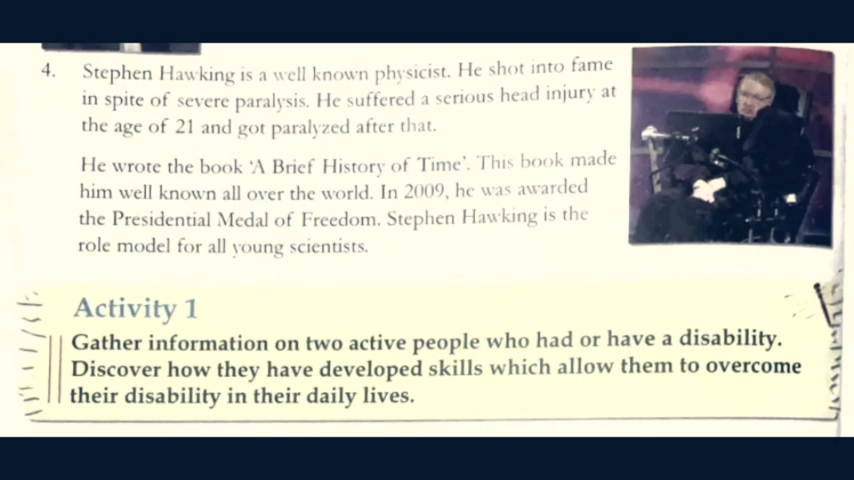 4. Stephen Hawking is a well known physicist. He shot into fame
in spite of severe paralysis. He suffered a serious head injury at
the age of 21 and got paralyzed after that.
He wrote the book ‘A Brief History of Time’. This book made
him well known all over the world. In 2009, he was awarded
the Presidential Medal of Freedom. Stephen Hawking is the
role model for all young scientists.
Activity 1
Gather information on two active people who had or have a disability.
Discover how they have developed skills which allow them to overcome
their disability in their daily lives.